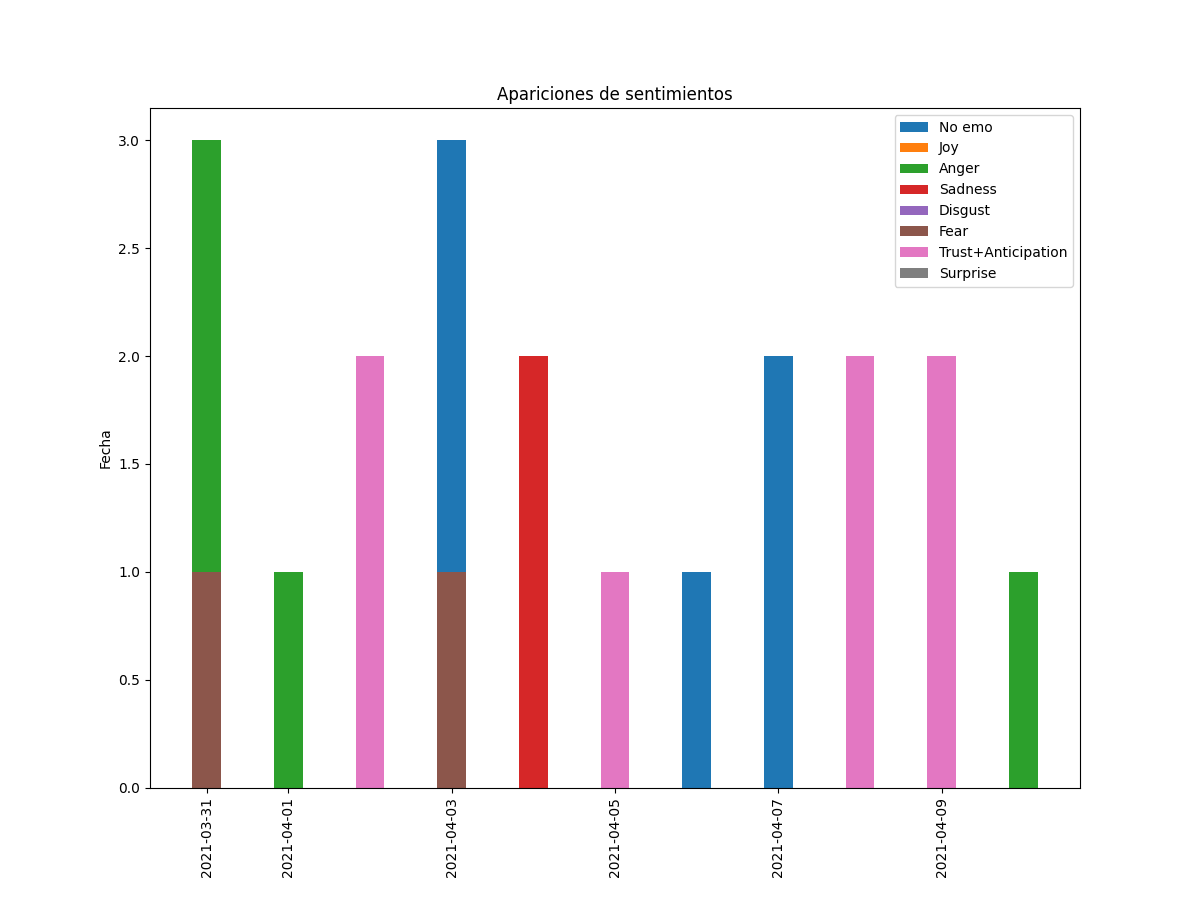 Apariciones de sentimientos
No emo
Joy
Anger
Sadness
Disgust
Fear
Trust+Anticipation
Surprise
Fecha
3.0
2.5
2.0
1.5
1.0
0.5
0.0
2021-03-31
2021-04-01
2021-04-03
2021-04-05
2021-04-07
2021-04-09